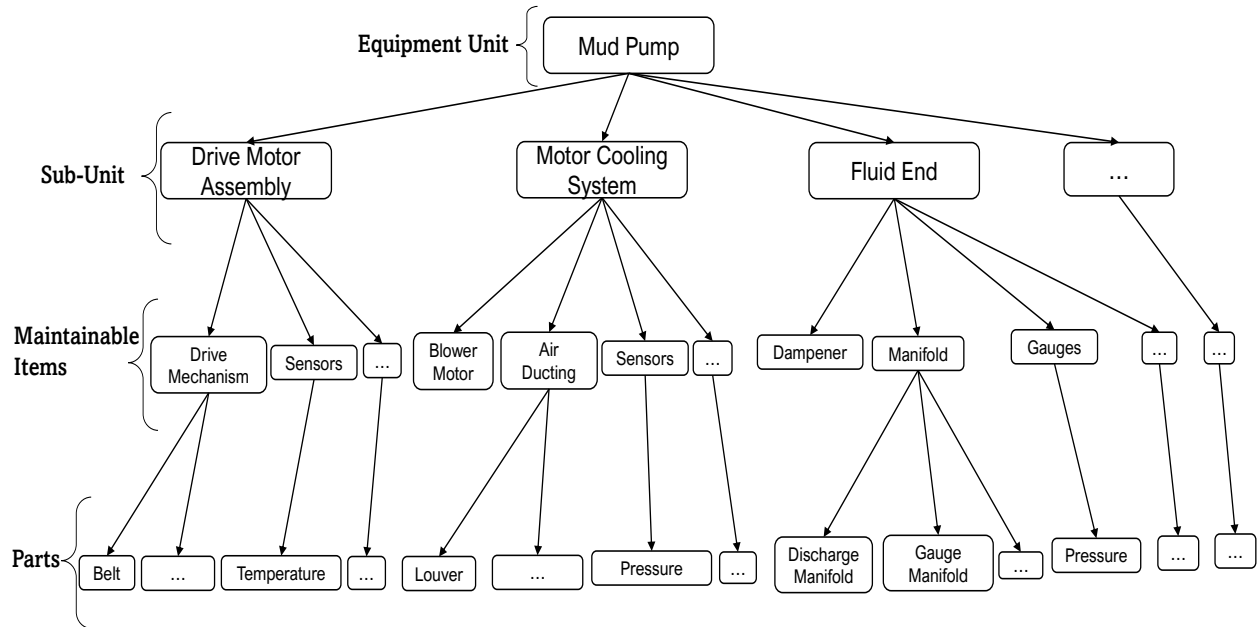 Equipment Unit
Mud Pump
Sub-Unit
Drive Motor
Assembly
Motor Cooling
System
Fluid End
...
Maintainable
Items
Drive
Mechanism
Sensors
...
Blower
Motor
Air
Ducting
Sensors
...
Dampener
Manifold
Gauges
...
...
Parts
Belt
...
Temperature
...
Louver
...
Pressure
...
Discharge
Manifold
Gauge
Manifold
...
Pressure
...
...